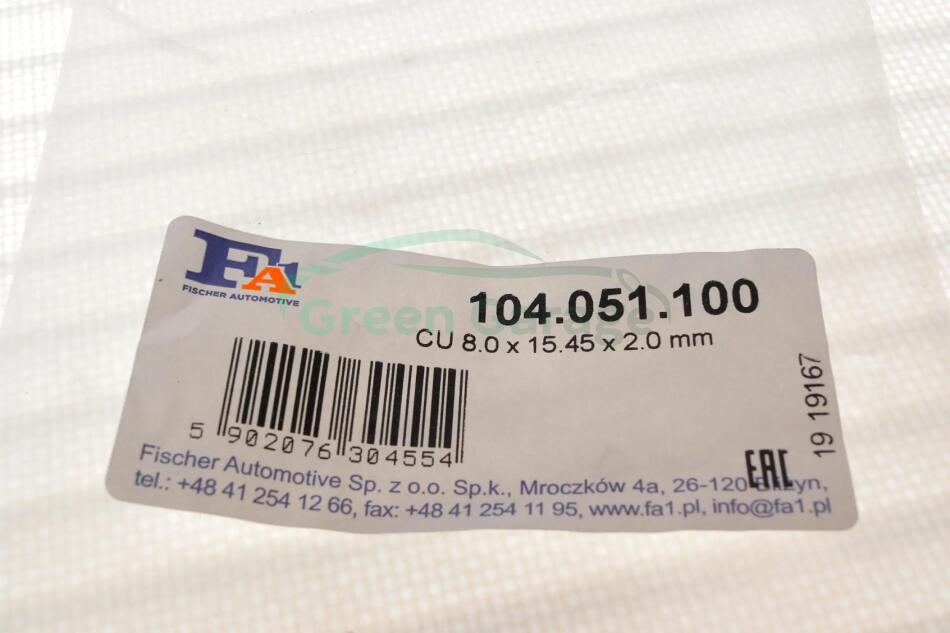 FA1
FISCHER AUTOMOTIVE
104.051.100
Green Garage
CU 8.0 x 15.45 x 2.0 mm
5 902076 304554
19 19167
EAC
Fischer Automotive Sp. z o.o. Sp.k., Mroczków 4a, 26-120
tel.: +48 41 254 12 66, fax: +48 41 254 11 95, www.fa1.pl, info@fa1.pl